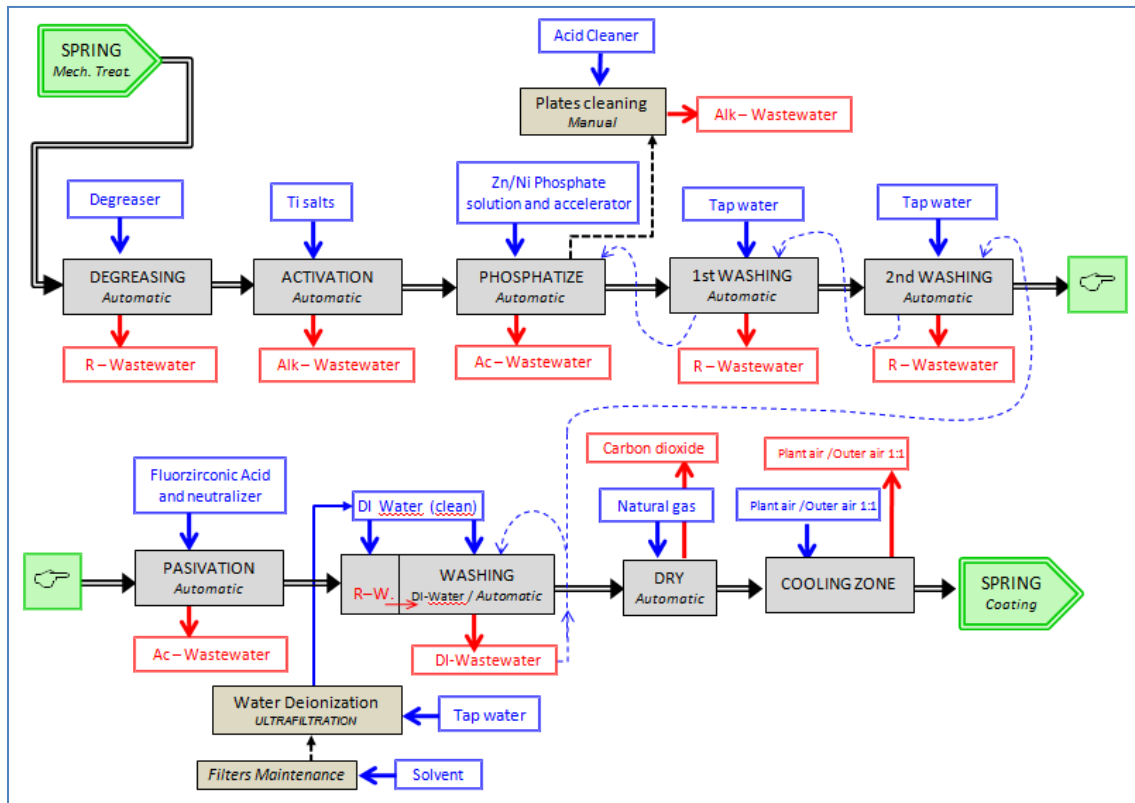 SPRING
Mech. Treat.
Acid Cleaner
Plates cleaning
Manual
Alk – Wastewater
Degreaser
Ti salts
Zn/Ni Phosphate
solution and accelerator
Tap water
Tap water
DEGREASING
Automatic
ACTIVATION
Automatic
PHOSPHATIZE
Automatic
1st WASHING
Automatic
2nd WASHING
Automatic
R – Wastewater
Alk – Wastewater
Ac – Wastewater
R – Wastewater
R – Wastewater
Fluorzirconic Acid
and neutralizer
DI Water (clean)
Carbon dioxide
Natural gas
Plant air /Outer air 1:1
Plant air /Outer air 1:1
PASIVATION
Automatic
R–W.
WASHING
DI-Water / Automatic
DRY
Automatic
COOLING ZONE
SPRING
Coating
Ac – Wastewater
DI-Wastewater
Water Deionization
ULTRAFILTRATION
Tap water
Filters Maintenance
Solvent